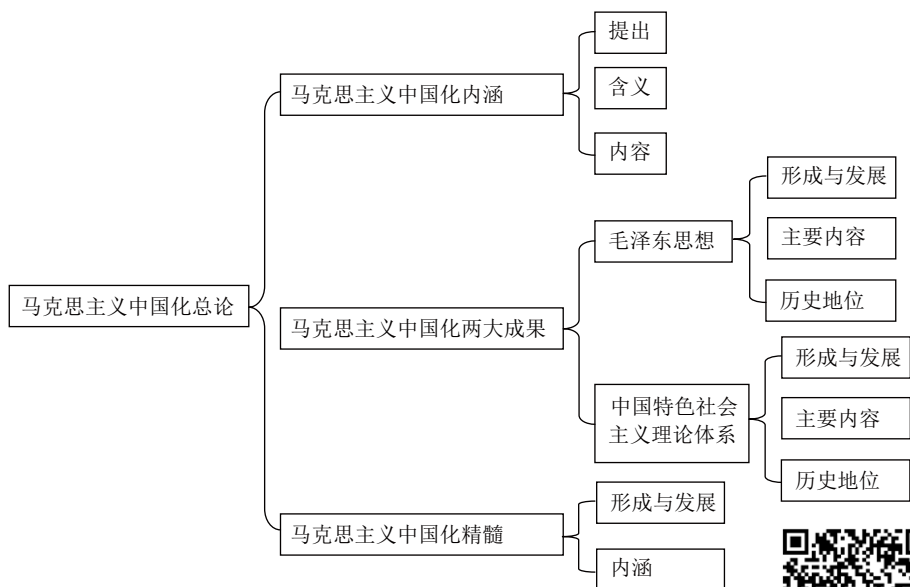 马克思主义中国化总论
马克思主义中国化内涵
提出
含义
内容
马克思主义中国化两大成果
毛泽东思想
形成与发展
主要内容
历史地位
中国特色社会
主义理论体系
形成与发展
主要内容
历史地位
马克思主义中国化精髓
形成与发展
内涵